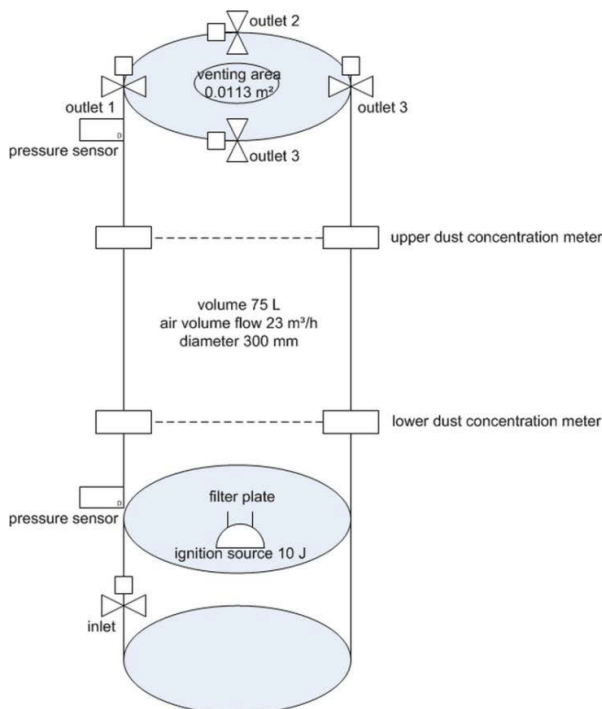 outlet 2
venting area
0.0113 m²
outlet 1
outlet 3
pressure sensor
D
outlet 3
upper dust concentration meter
volume 75 L
air volume flow 23 m³/h
diameter 300 mm
lower dust concentration meter
filter plate
D
pressure sensor
ignition source 10 J
inlet